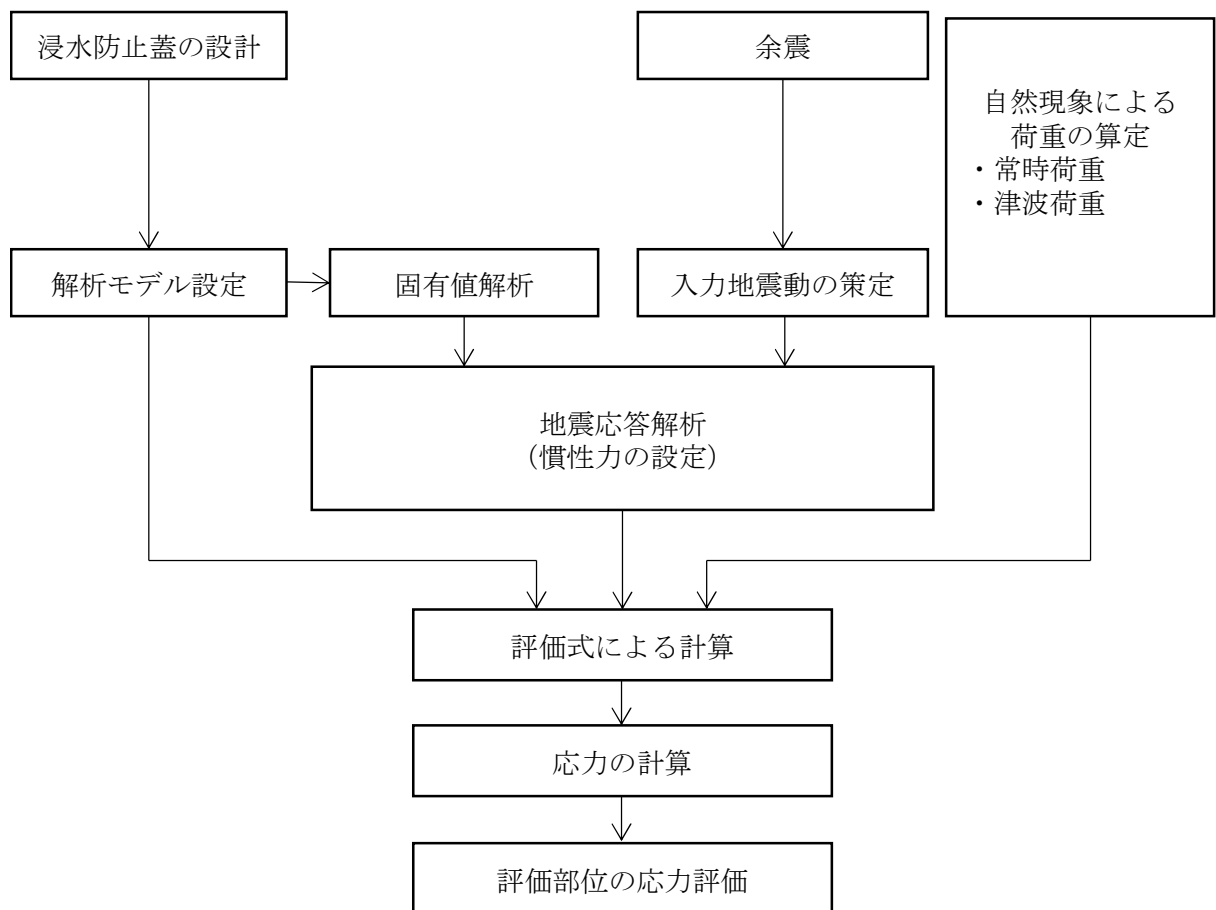 浸水防止蓋の設計
余震
自然現象による
荷重の算定
・常時荷重
・津波荷重
解析モデル設定
固有値解析
入力地震動の策定
地震応答解析
（慣性力の設定）
評価式による計算
応力の計算
評価部位の応力評価